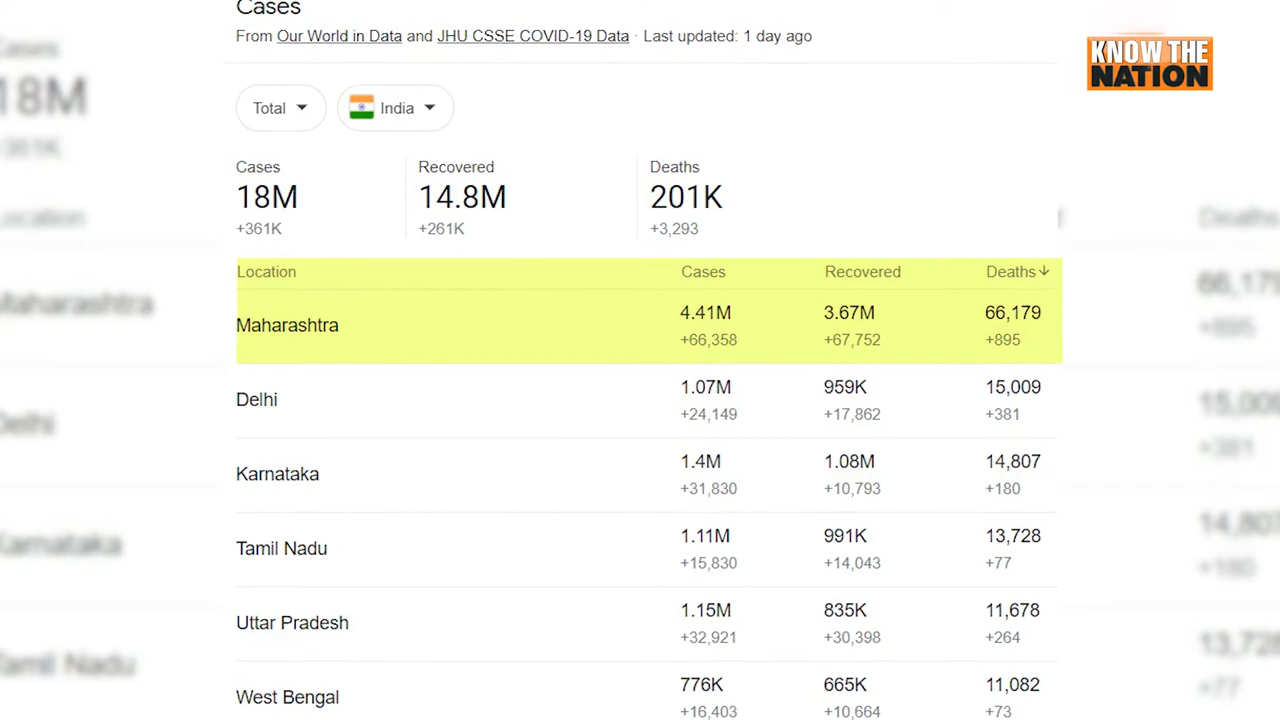 Cases
From Our World in Data and JHU CSSE COVID-19 Data · Last updated: 1 day ago
KNOW THE
NATION
Total
India
Cases Recovered Deaths
18M 14.8M 201K
+361K +261K +3,293
Location Cases Recovered Deaths↓
Maharashtra 4.41M 3.67M 66,179
+66,358 +67,752 +895
Delhi 1.07M 959K 15,009
+24,149 +17,862 +381
Karnataka 1.4M 1.08M 14,807
+31,830 +10,793 +180
Tamil Nadu 1.11M 991K 13,728
+15,830 +14,043 +77
Uttar Pradesh 1.15M 835K 11,678
+32,921 +30,398 +264
West Bengal 776K 665K 11,082
+16,403 +10,664 +73